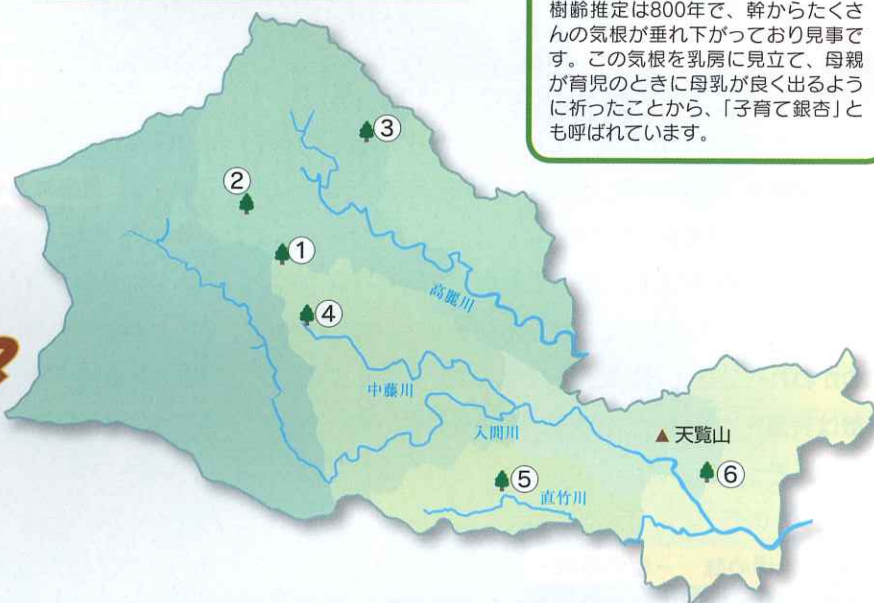 樹齢推定は800年で、幹からたくさ
んの気根が垂れ下がっており見事で
す。この気根を乳房に見立て、母親
が育児のときに母乳が良く出るよう
に祈ったことから、「子育て銀杏」と
も呼ばれています。
③
②
①
④
高麗川
中藤川
入間川
▲ 天覧山
⑤
⑥
直竹川